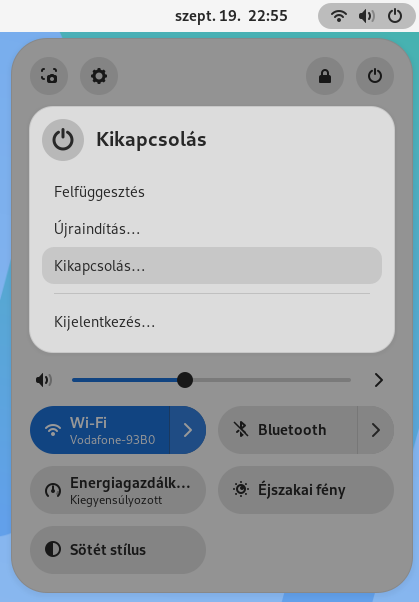 szept. 19. 22:55
Kikapcsolás
Felfüggesztés
Újraindítás…
Kikapcsolás…
Kijelentkezés…
Wi-Fi
Vodafone-93B0
Bluetooth
Energiagazdálk…
Kiegyensúlyozott
Éjszakai fény
Sötét stílus